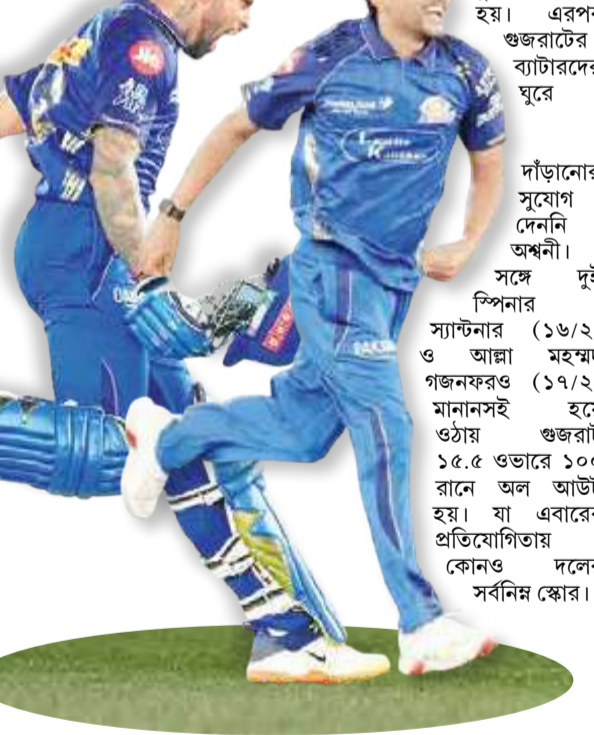 হয়। এরপর
গুজরাটের
ব্যাটারদের
ঘুরে
দাঁড়ানোর
সুযোগ
দেননি
অশ্বনী।
সঙ্গে দুই
স্পিনার
স্যান্টনার (১৬/২)
ও আল্লা মহম্মদ
গজনফরও (১৭/২)
মানানসই হয়ে
ওঠায় গুজরাট
১৫.৫ ওভারে ১০০
রানে অল আউট
হয়। যা এবারের
প্রতিযোগিতায়
কোনও দলের
সর্বনিম্ন স্কোর।